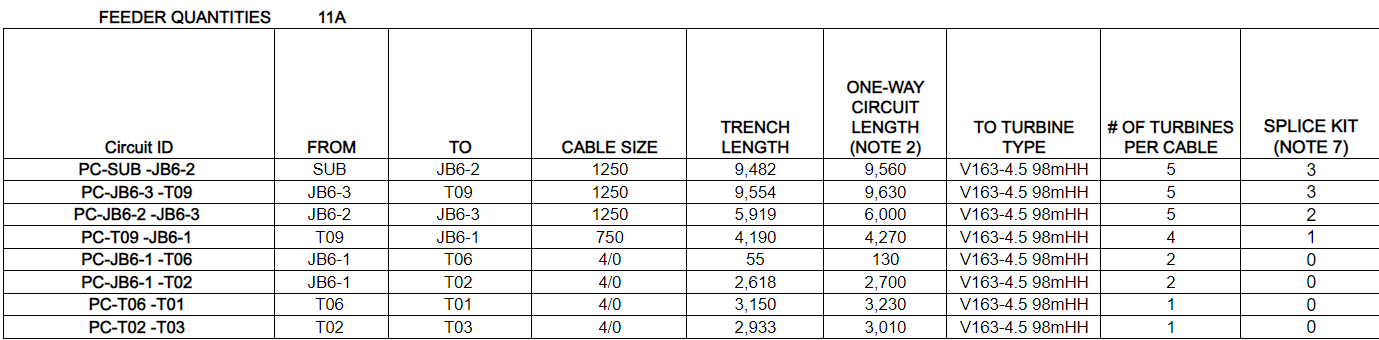 FEEDER QUANTITIES 11A
Circuit ID FROM TO CABLE SIZE TRENCH LENGTH ONE-WAY CIRCUIT LENGTH (NOTE 2) TO TURBINE TYPE # OF TURBINES PER CABLE SPLICE KIT (NOTE 7)
PC-SUB -JB6-2 SUB JB6-2 1250 9,482 9,560 V163-4.5 98mHH 5 3
PC-JB6-3 -T09 JB6-3 T09 1250 9,554 9,630 V163-4.5 98mHH 5 3
PC-JB6-2 -JB6-3 JB6-2 JB6-3 1250 5,919 6,000 V163-4.5 98mHH 5 2
PC-T09 -JB6-1 T09 JB6-1 750 4,190 4,270 V163-4.5 98mHH 4 1
PC-JB6-1 -T06 JB6-1 T06 4/0 55 130 V163-4.5 98mHH 2 0
PC-JB6-1 -T02 JB6-1 T02 4/0 2,618 2,700 V163-4.5 98mHH 2 0
PC-T06 -T01 T06 T01 4/0 3,150 3,230 V163-4.5 98mHH 1 0
PC-T02 -T03 T02 T03 4/0 2,933 3,010 V163-4.5 98mHH 1 0